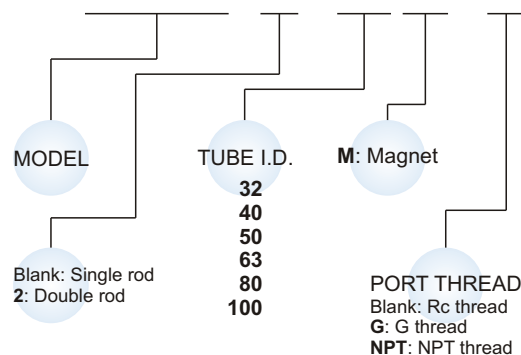 MODEL
TUBE I.D.
32
40
50
63
80
100
M: Magnet
Blank: Single rod
2: Double rod
PORT THREAD
Blank: Rc thread
G: G thread
NPT: NPT thread